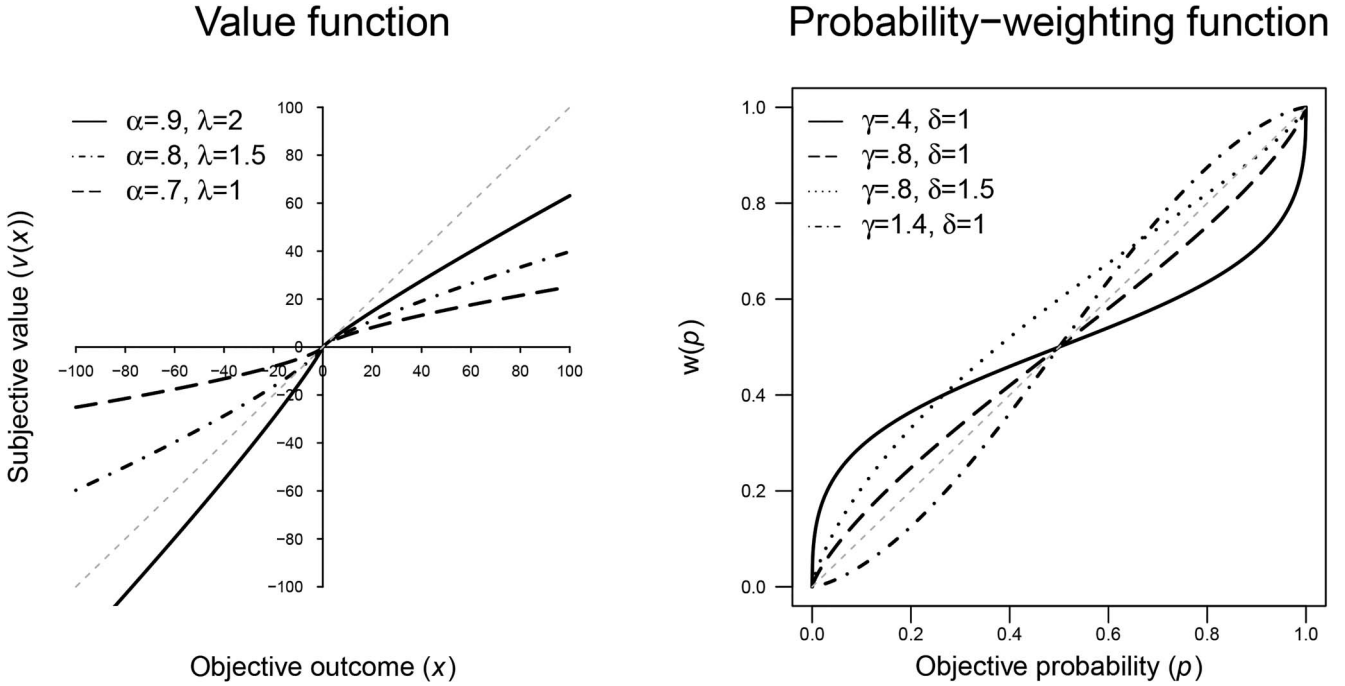 Value function
α=.9, λ=2
α=.8, λ=1.5
α=.7, λ=1
100
80
60
40
20
0
−20
−40
−60
−80
−100
−100 −80 −60 −40 −20 0 20 40 60 80 100
Subjective value (v(x))
Objective outcome (x)
Probability−weighting function
γ=.4, δ=1
γ=.8, δ=1
γ=.8, δ=1.5
γ=1.4, δ=1
1.0
0.8
0.6
0.4
0.2
0.0
0.0 0.2 0.4 0.6 0.8 1.0
w(p)
Objective probability (p)